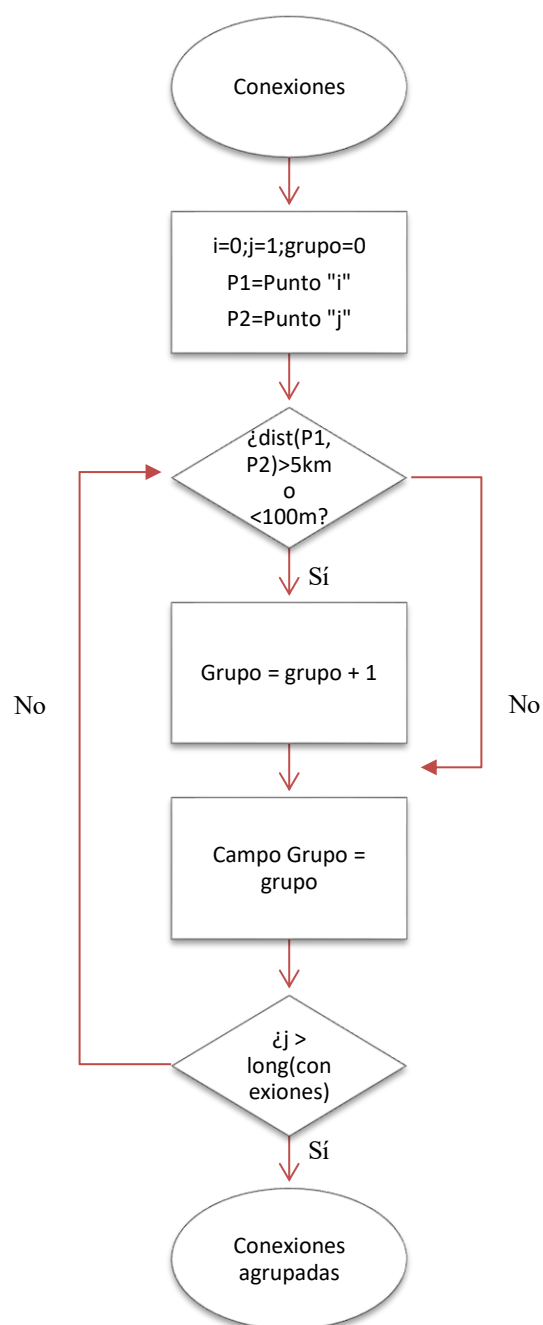 Conexiones
i=0;j=1;grupo=0
P1=Punto "i"
P2=Punto "j"
¿dist(P1,
P2)>5km
o
<100m?
Sí
Grupo = grupo + 1
No
No
Campo Grupo =
grupo
¿j >
long(con
exiones)
Sí
Conexiones
agrupadas